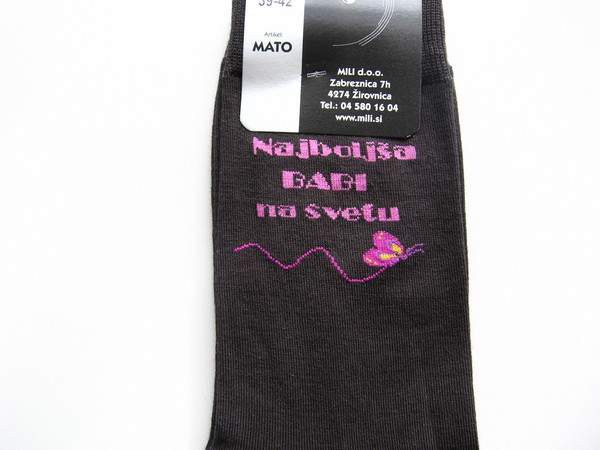 39-42
Artikel:
MATO
MILI d.o.o.
Zabreznica 7h
4274 Žirovnica
Tel.: 04 580 16 04
www.mili.si
Najboljša
BABI
na svetu